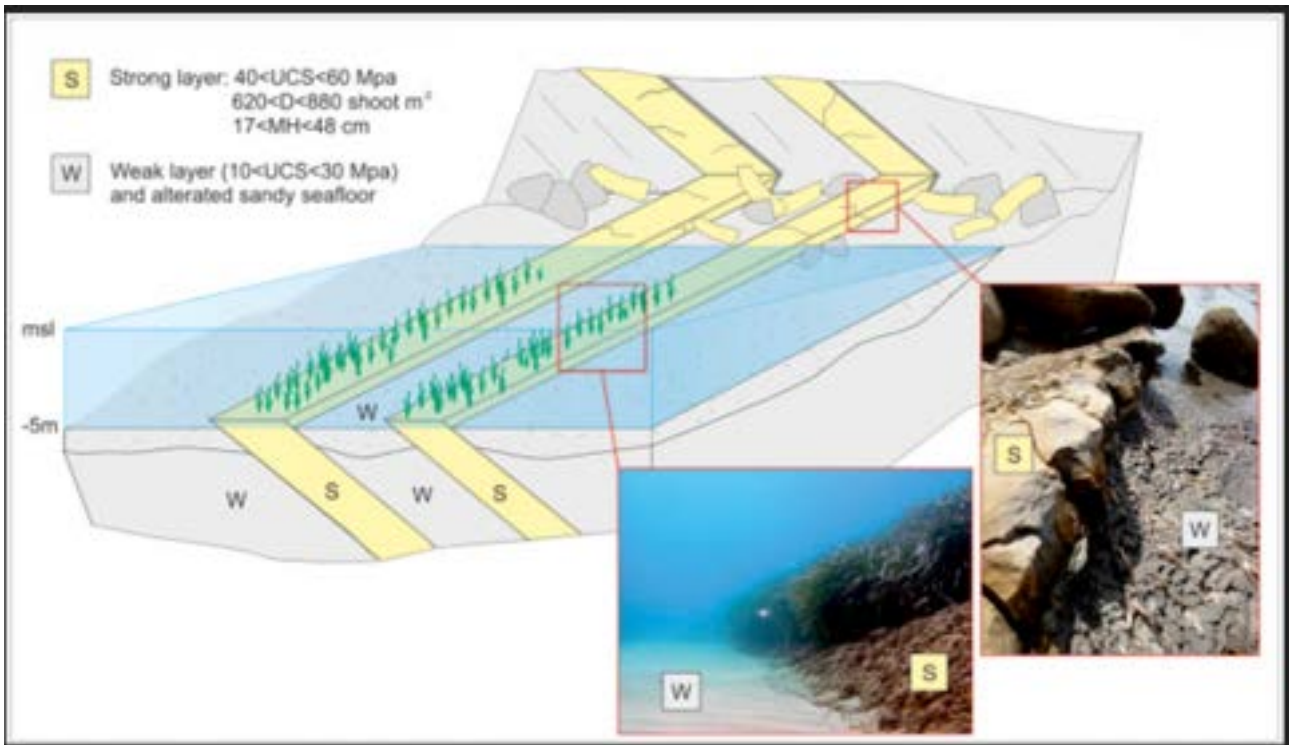 S
Strong layer: 40<UCS<60 Mpa
620<D<880 shoot m⁻²
17<MH<48 cm
W
Weak layer (10<UCS<30 Mpa)
and alterated sandy seafloor
msl
-5m
W
W
S
W
S
S
W
W
S